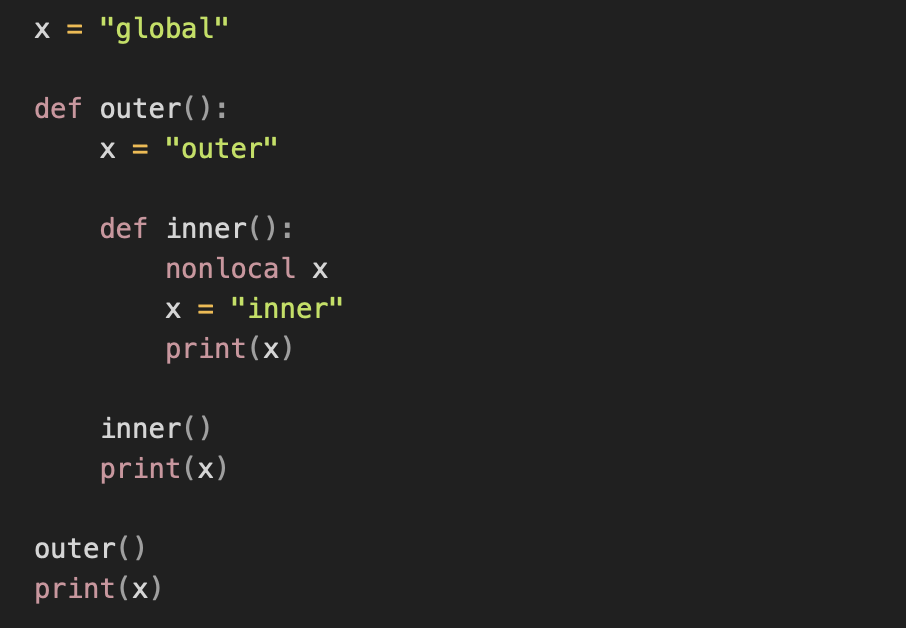 x = "global"
def outer():
    x = "outer"
    def inner():
        nonlocal x
        x = "inner"
        print(x)
    inner()
    print(x)
outer()
print(x)